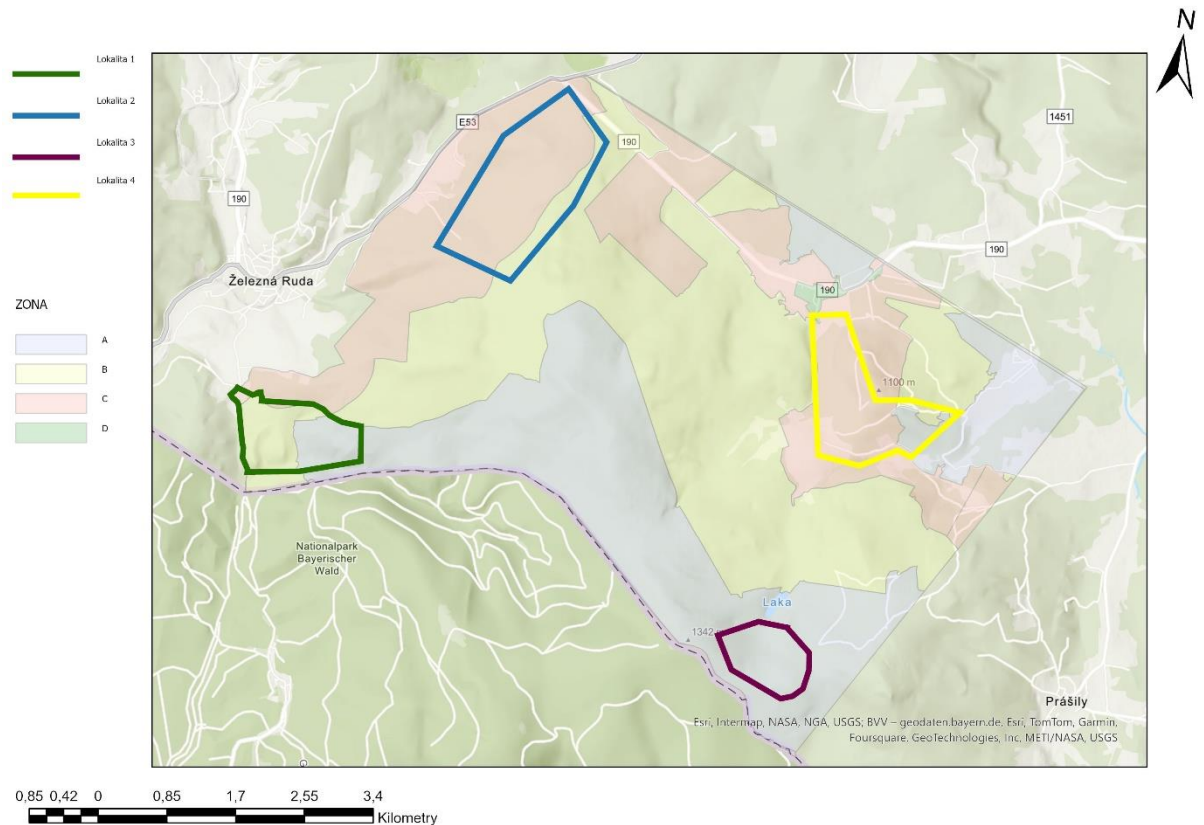 N
Lokalita 1
Lokalita 2
Lokalita 3
Lokalita 4
ZONA
A
B
C
D
E53
190
1451
190
190
Železná Ruda
190
1100 m
Nationalpark
Bayerischer
Wald
Laka
1342
Prášily
Esri, Intermap, NASA, NGA, USGS; BVV – geodaten.bayern.de, Esri, TomTom, Garmin,
Foursquare, GeoTechnologies, Inc, METI/NASA, USGS
0,85 0,42 0 0,85 1,7 2,55 3,4
Kilometry